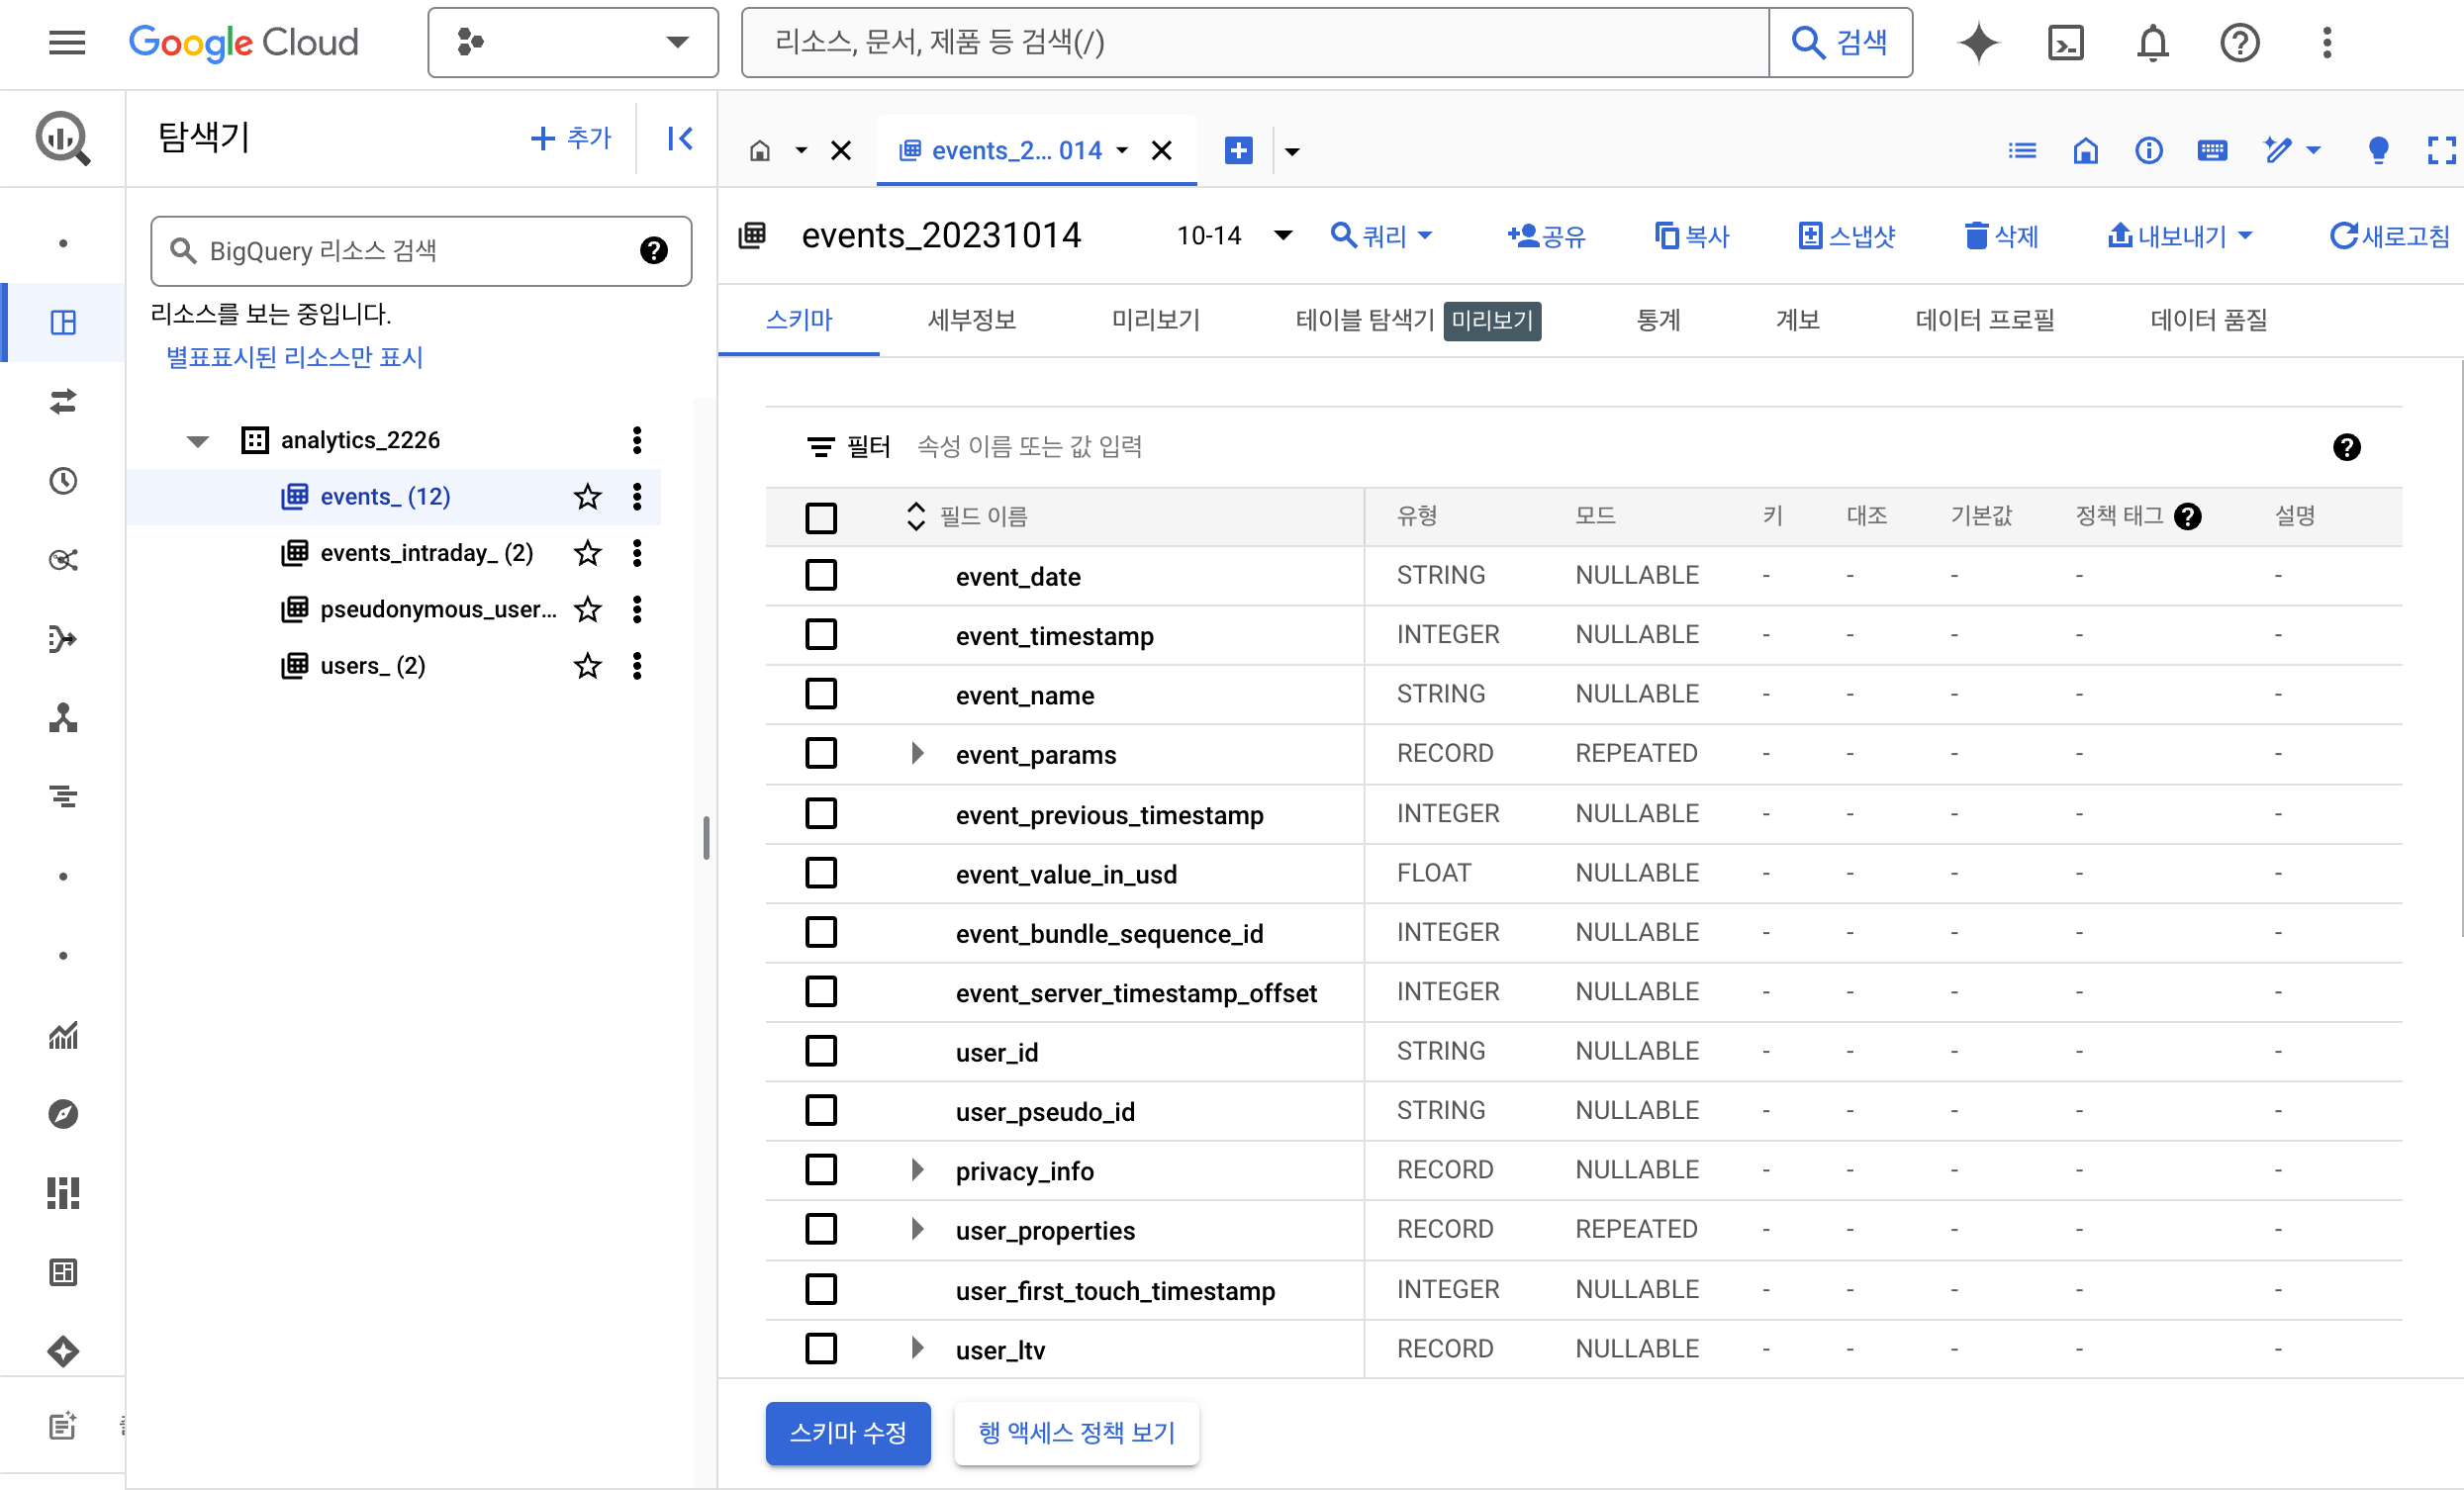 Google Cloud
리소스, 문서, 제품 등 검색(/)
검색
탐색기
추가
BigQuery 리소스 검색
리소스를 보는 중입니다.
별표표시된 리소스만 표시
analytics_2226
events_ (12)
events_intraday_ (2)
pseudonymous_user...
users_ (2)
events_2... 014
events_20231014
10-14
쿼리
공유
복사
스냅샷
삭제
내보내기
새로고침
스키마 세부정보 미리보기 테이블 탐색기 미리보기 통계 계보 데이터 프로필 데이터 품질
필터 속성 이름 또는 값 입력
필드 이름 유형 모드 키 대조 기본값 정책 태그 설명
event_date STRING NULLABLE - - - - -
event_timestamp INTEGER NULLABLE - - - - -
event_name STRING NULLABLE - - - - -
event_params RECORD REPEATED - - - - -
event_previous_timestamp INTEGER NULLABLE - - - - -
event_value_in_usd FLOAT NULLABLE - - - - -
event_bundle_sequence_id INTEGER NULLABLE - - - - -
event_server_timestamp_offset INTEGER NULLABLE - - - - -
user_id STRING NULLABLE - - - - -
user_pseudo_id STRING NULLABLE - - - - -
privacy_info RECORD NULLABLE - - - - -
user_properties RECORD REPEATED - - - - -
user_first_touch_timestamp INTEGER NULLABLE - - - - -
user_ltv RECORD NULLABLE - - - - -
스키마 수정
행 액세스 정책 보기